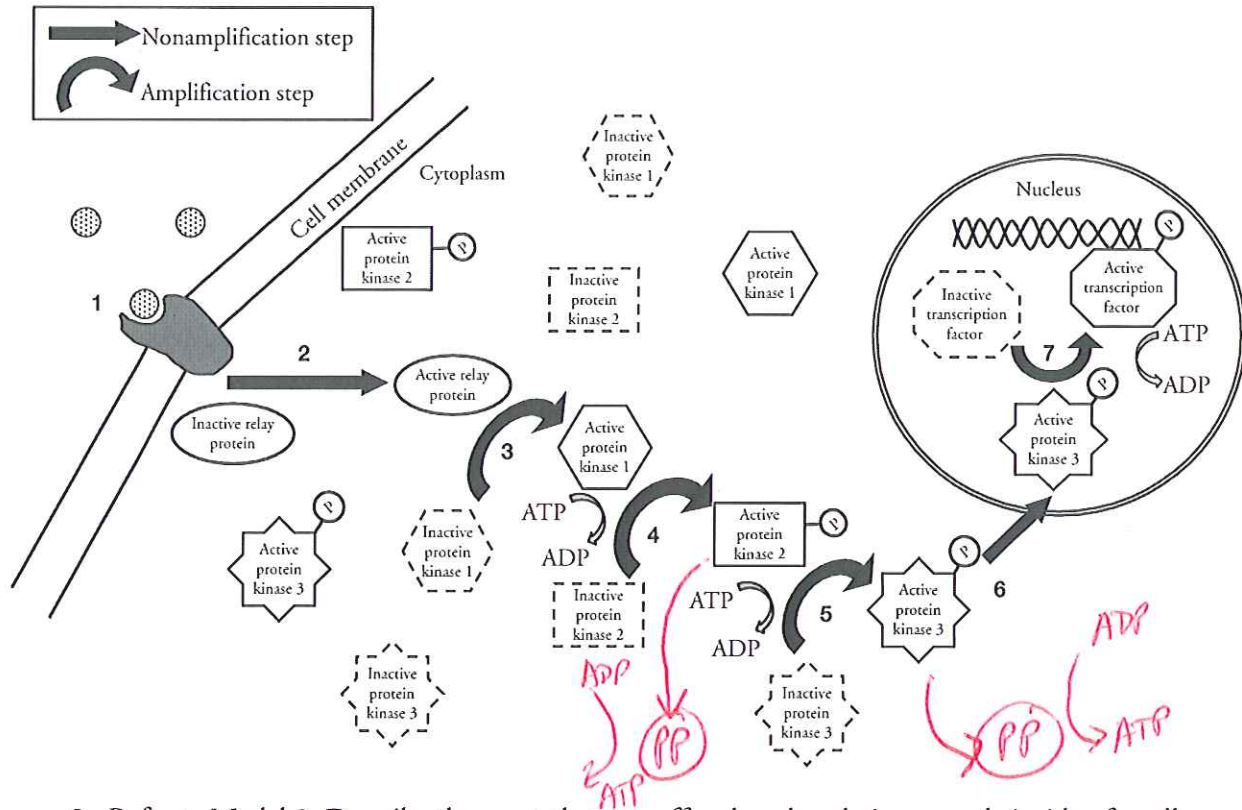 Nonamplification step
Amplification step
Cell membrane
Cytoplasm
Inactive
protein
kinase 1
Nucleus
P
Active
protein
kinase 2
P
Inactive
protein
kinase 2
Active
protein
kinase 1
Inactive
transcription
factor
Active
transcription
factor
ATP
ADP
7
1
2
Active relay
protein
Inactive relay
protein
3
Active
protein
kinase 1
P
Active
protein
kinase 3
P
Active
protein
kinase 3
Inactive
protein
kinase 1
ATP
ADP
4
Active
protein
kinase 2
P
Inactive
protein
kinase 2
ATP
ADP
5
P
Active
protein
kinase 3
6
Inactive
protein
kinase 3
Inactive
protein
kinase 3
ADP
ATP
PP
PP
ADP
ATP